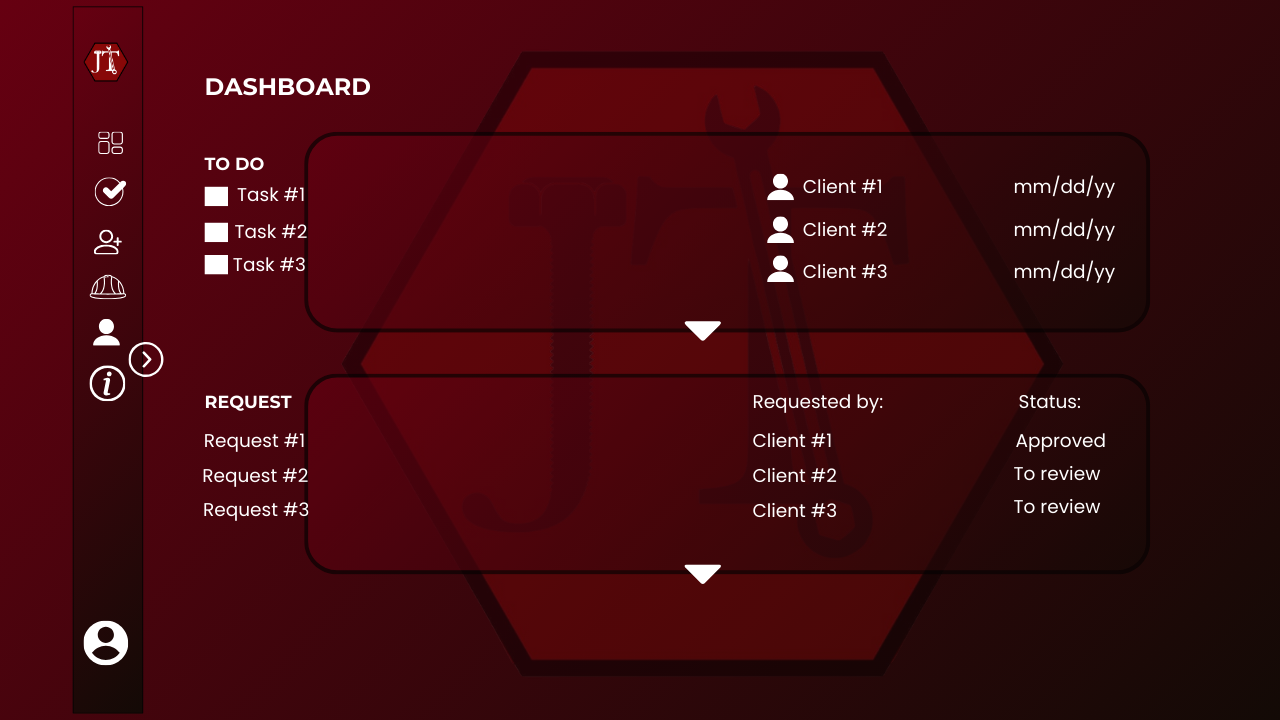 JT
DASHBOARD
TO DO
Task #1 Client #1 mm/dd/yy
Task #2 Client #2 mm/dd/yy
Task #3 Client #3 mm/dd/yy
REQUEST Requested by: Status:
Request #1 Client #1 Approved
Request #2 Client #2 To review
Request #3 Client #3 To review
i
JT